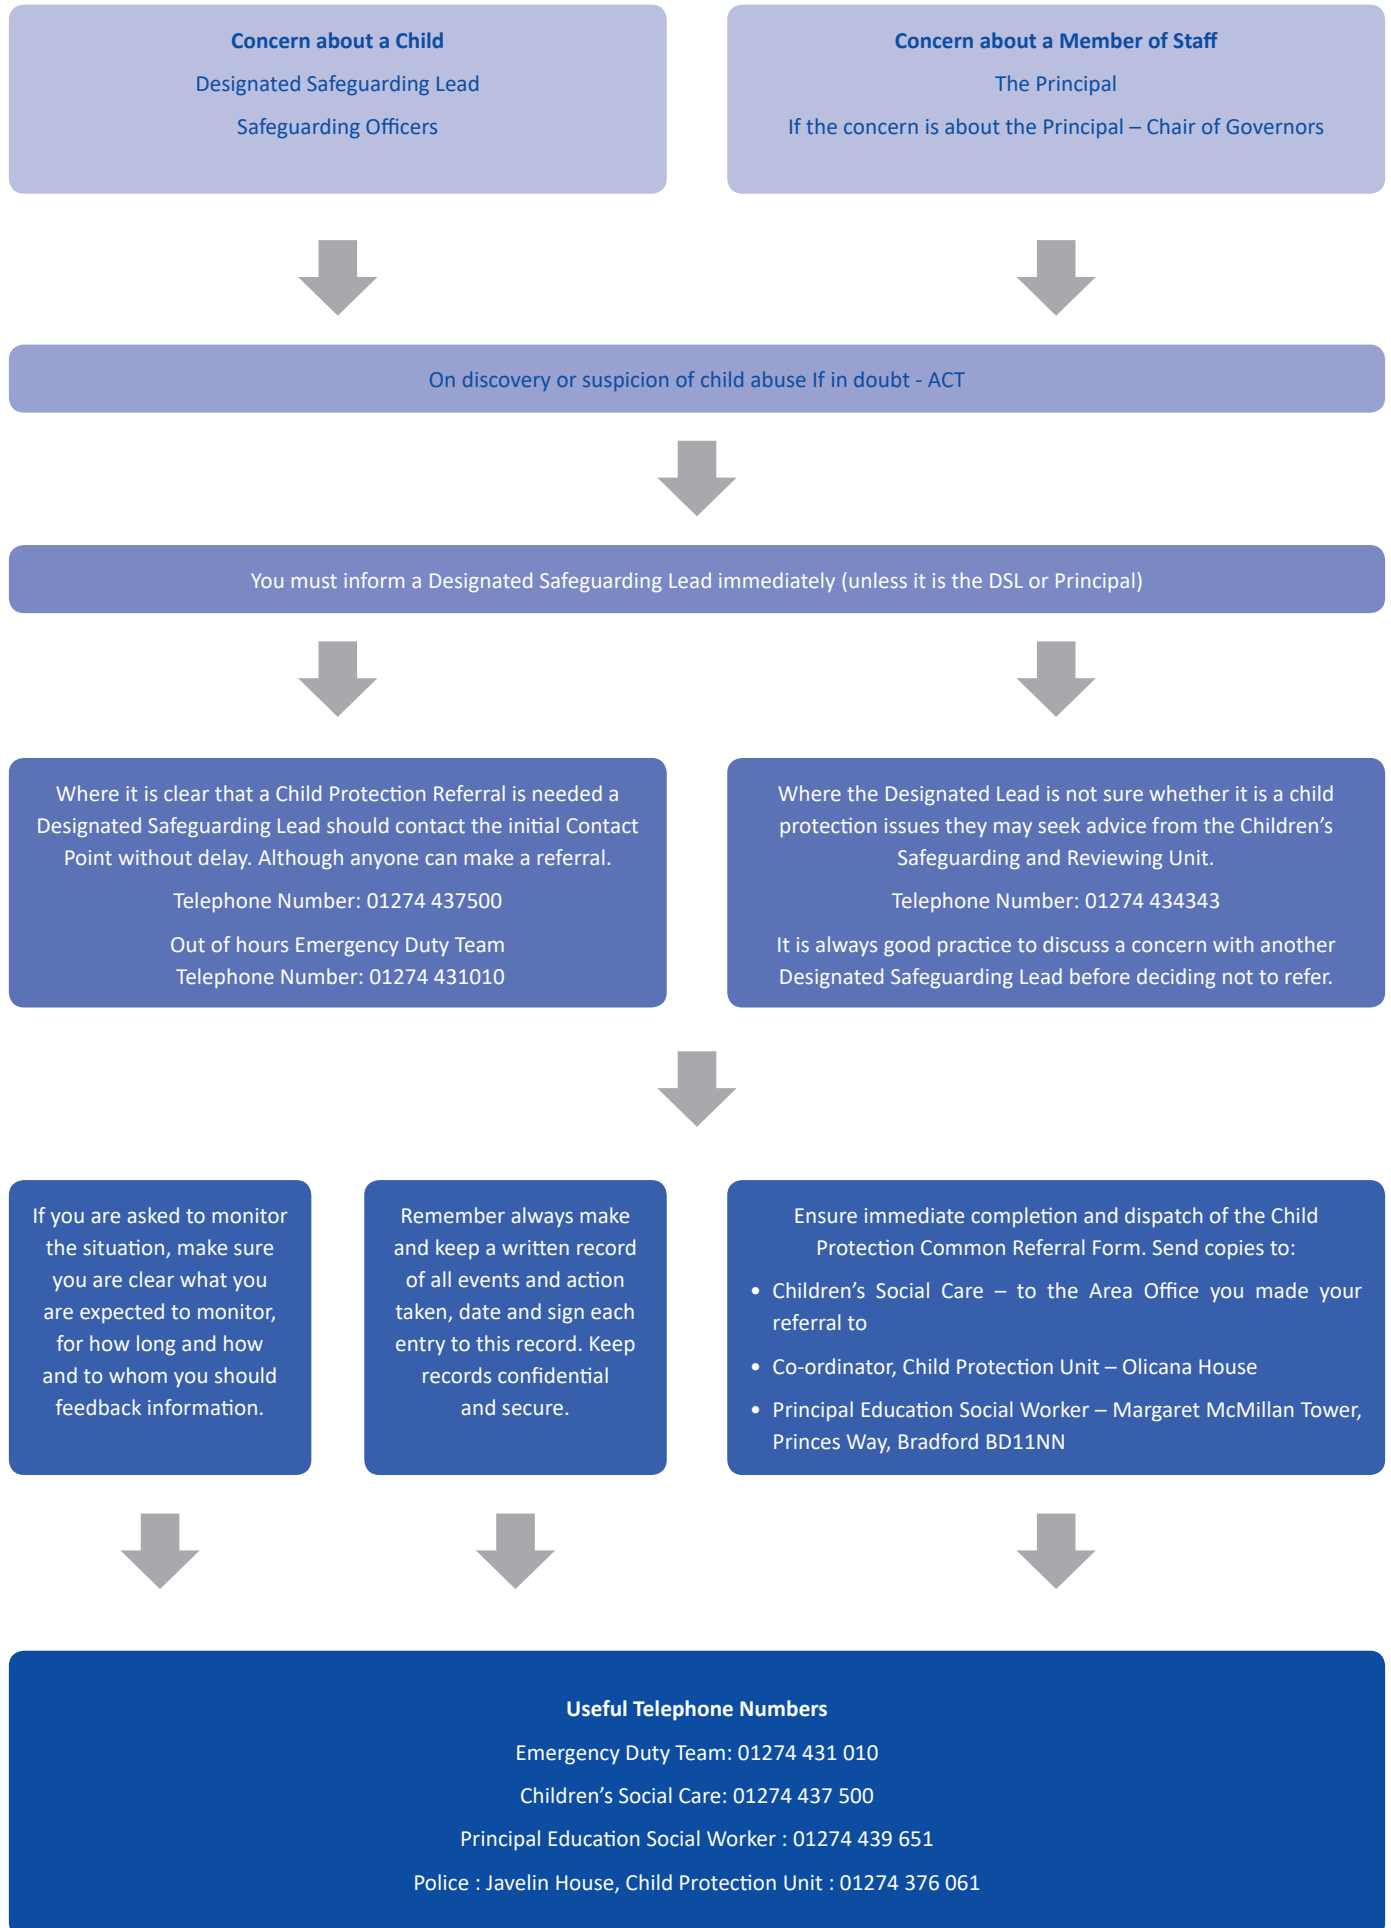 Concern about a Child
Designated Safeguarding Lead
Safeguarding Officers
Concern about a Member of Staff
The Principal
If the concern is about the Principal – Chair of Governors
On discovery or suspicion of child abuse If in doubt - ACT
You must inform a Designated Safeguarding Lead immediately (unless it is the DSL or Principal)
Where it is clear that a Child Protection Referral is needed a
Designated Safeguarding Lead should contact the initial Contact
Point without delay. Although anyone can make a referral.
Telephone Number: 01274 437500
Out of hours Emergency Duty Team
Telephone Number: 01274 431010
Where the Designated Lead is not sure whether it is a child
protection issues they may seek advice from the Children’s
Safeguarding and Reviewing Unit.
Telephone Number: 01274 434343
It is always good practice to discuss a concern with another
Designated Safeguarding Lead before deciding not to refer.
If you are asked to monitor
the situation, make sure
you are clear what you
are expected to monitor,
for how long and how
and to whom you should
feedback information.
Remember always make
and keep a written record
of all events and action
taken, date and sign each
entry to this record. Keep
records confidential
and secure.
Ensure immediate completion and dispatch of the Child
Protection Common Referral Form. Send copies to:
• Children’s Social Care – to the Area Office you made your
referral to
• Co-ordinator, Child Protection Unit – Olicana House
• Principal Education Social Worker – Margaret McMillan Tower,
Princes Way, Bradford BD11NN
Useful Telephone Numbers
Emergency Duty Team: 01274 431 010
Children’s Social Care: 01274 437 500
Principal Education Social Worker : 01274 439 651
Police : Javelin House, Child Protection Unit : 01274 376 061